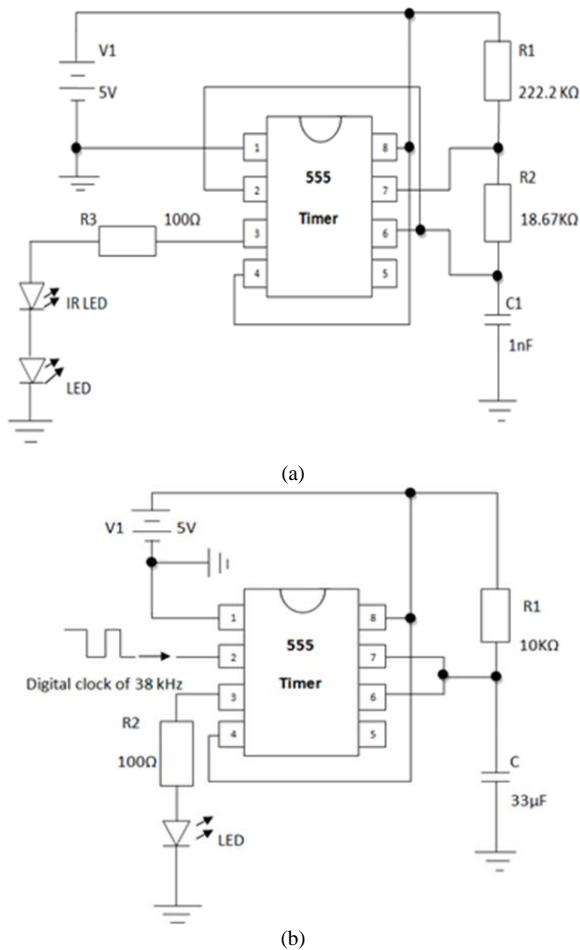 V1
5V
R1
222.2 KΩ
R2
18.67KΩ
C1
1nF
R3
100Ω
IR LED
LED
1
2
3
4
555
Timer
8
7
6
5
(a)
V1
5V
R1
10KΩ
1
2
3
4
555
Timer
8
7
6
5
Digital clock of 38 kHz
R2
100Ω
LED
C
33µF
(b)